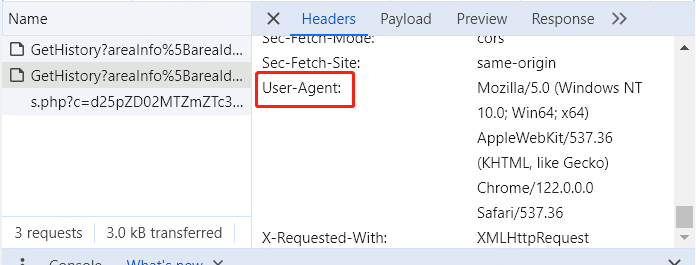 Name
Headers Payload Preview Response
GetHistory?areaInfo%5Baread...
GetHistory?areaInfo%5Baread...
s.php?c=d25pZD02MTZmZTc3...
Sec-Fetch-Mode: cors
Sec-Fetch-Site: same-origin
User-Agent: Mozilla/5.0 (Windows NT
10.0; Win64; x64)
AppleWebKit/537.36
(KHTML, like Gecko)
Chrome/122.0.0.0
Safari/537.36
X-Requested-With: XMLHttpRequest
3 requests 3.0 kB transferred
Console What's new